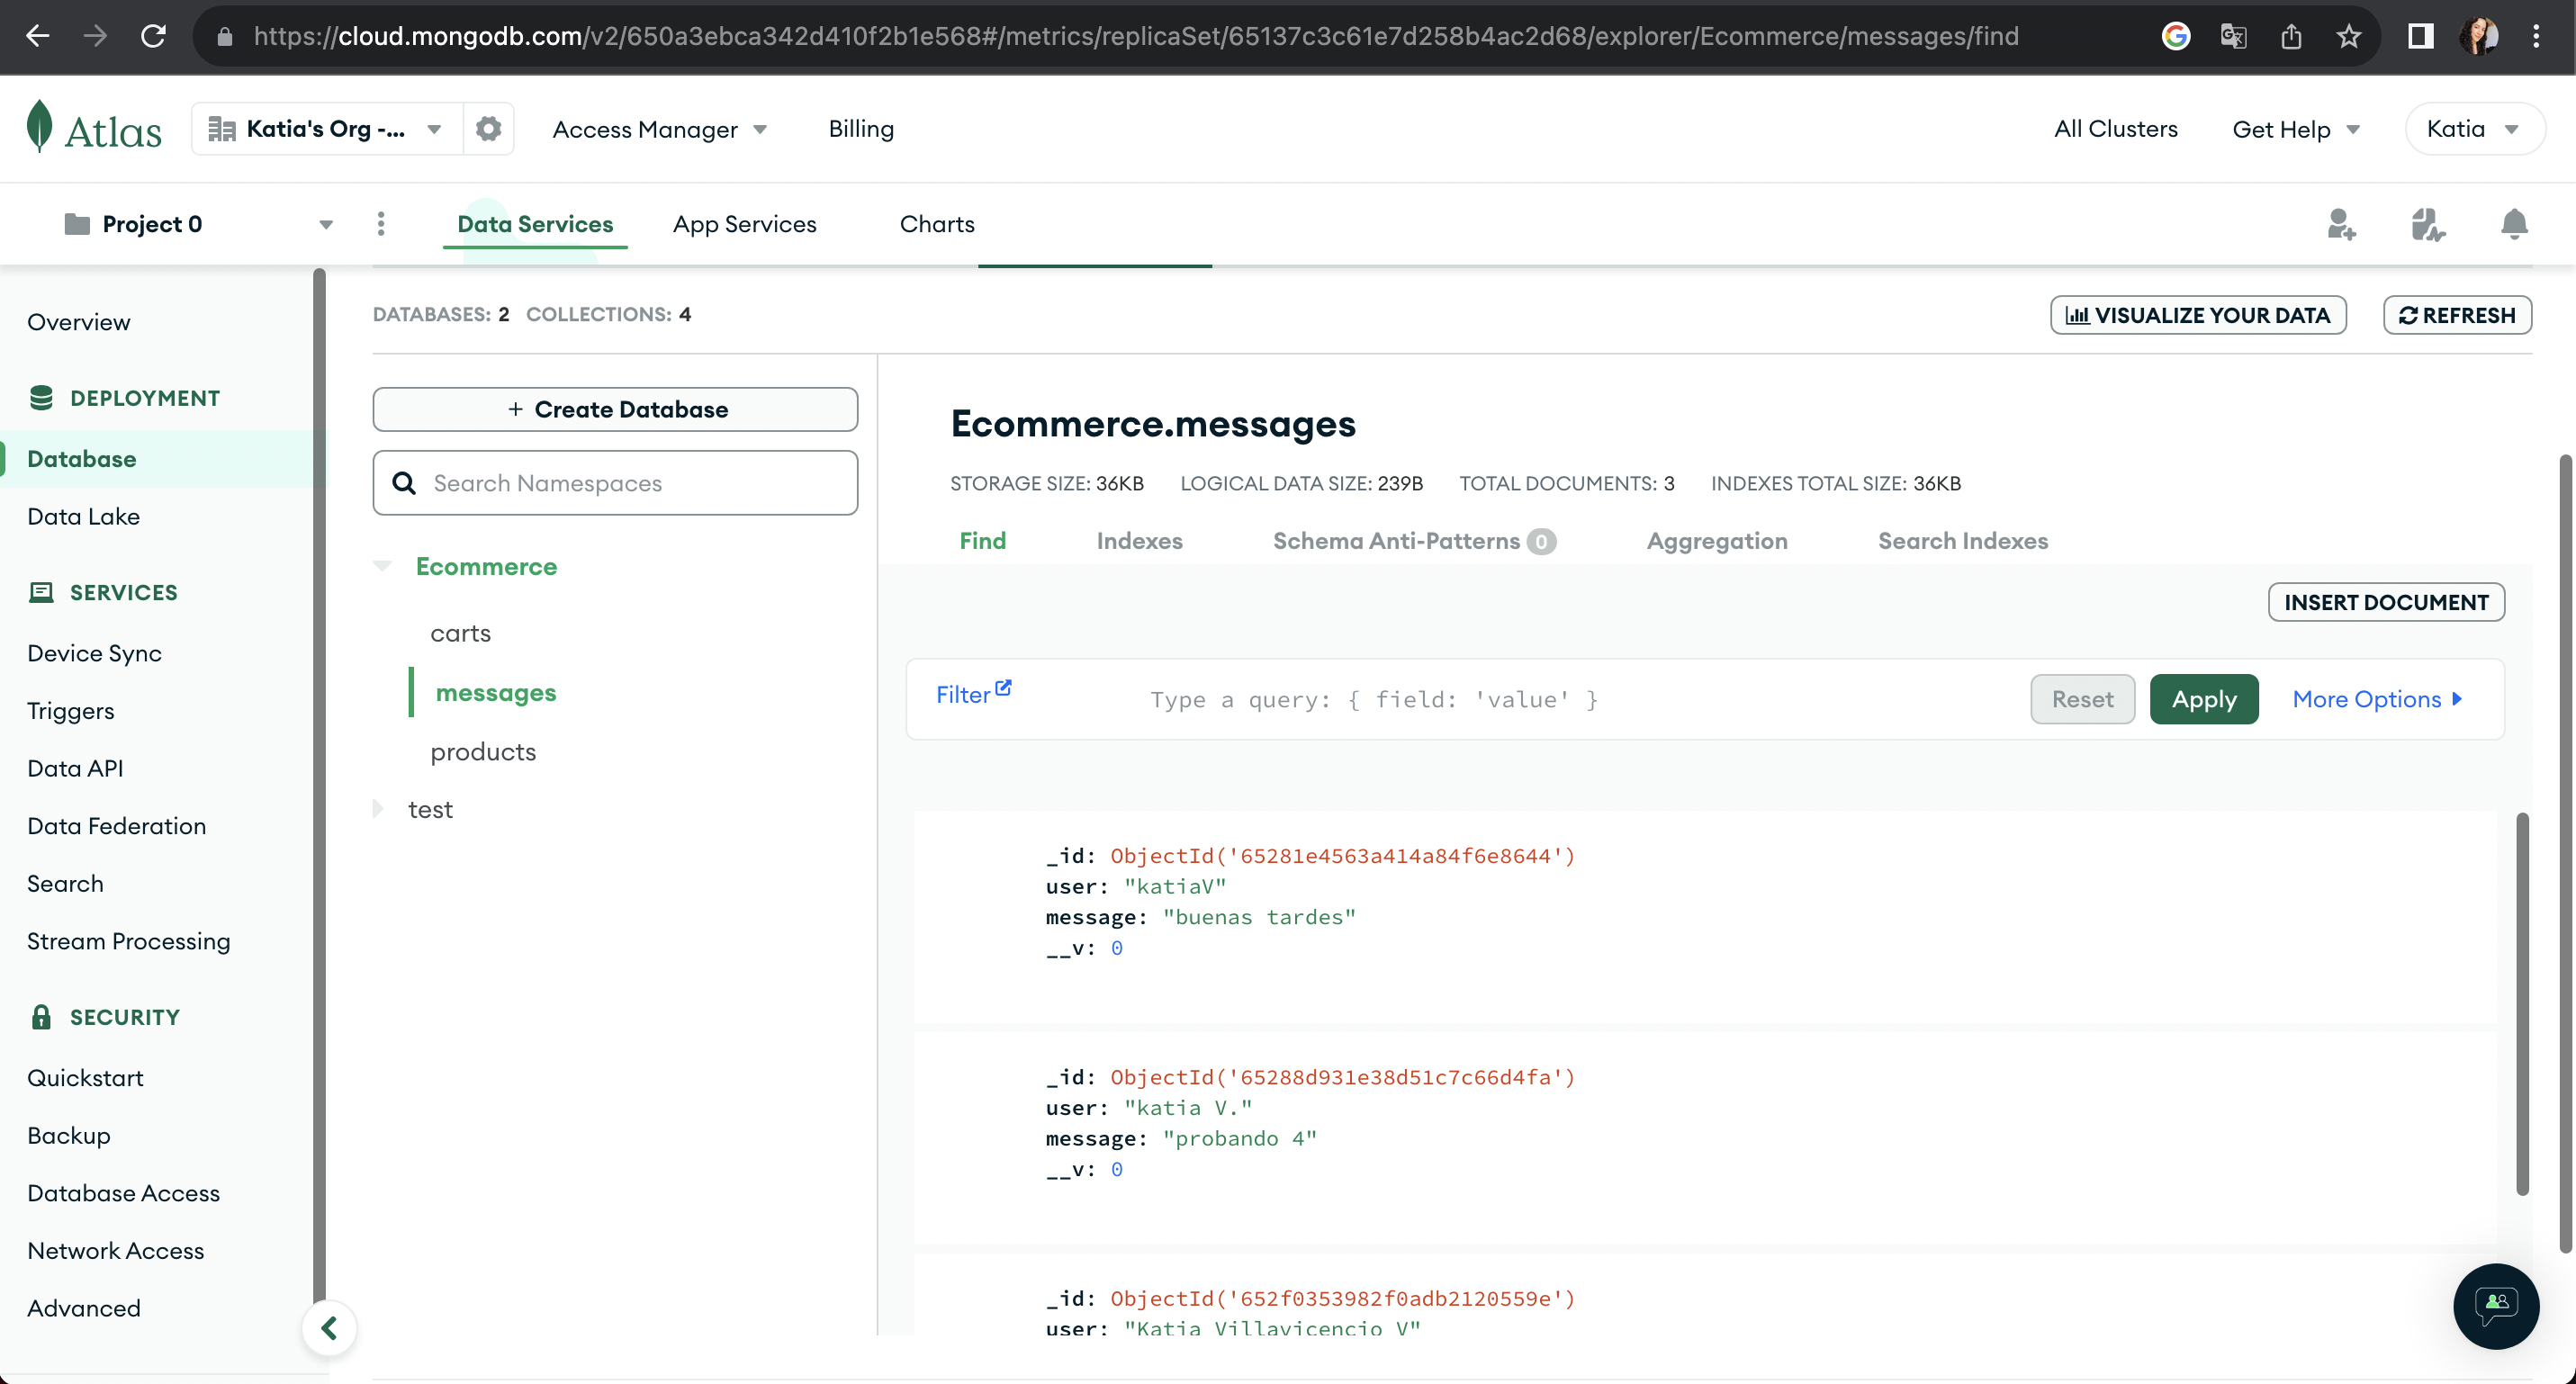 https://cloud.mongodb.com/v2/650a3ebca342d410f2b1e568#/metrics/replicaSet/65137c3c61e7d258b4ac2d68/explorer/Ecommerce/messages/find
Atlas
Katia's Org -...
Access Manager
Billing
All Clusters
Get Help
Katia
Project 0
Data Services
App Services
Charts
Overview
DEPLOYMENT
Database
Data Lake
SERVICES
Device Sync
Triggers
Data API
Data Federation
Search
Stream Processing
SECURITY
Quickstart
Backup
Database Access
Network Access
Advanced
DATABASES: 2 COLLECTIONS: 4
VISUALIZE YOUR DATA
REFRESH
+ Create Database
Search Namespaces
Ecommerce
carts
messages
products
test
Ecommerce.messages
STORAGE SIZE: 36KB LOGICAL DATA SIZE: 239B TOTAL DOCUMENTS: 3 INDEXES TOTAL SIZE: 36KB
Find
Indexes
Schema Anti-Patterns 0
Aggregation
Search Indexes
INSERT DOCUMENT
Filter
Type a query: { field: 'value' }
Reset
Apply
More Options
_id: ObjectId('65281e4563a414a84f6e8644')
user: "katiaV"
message: "buenas tardes"
__v: 0
_id: ObjectId('65288d931e38d51c7c66d4fa')
user: "katia V."
message: "probando 4"
__v: 0
_id: ObjectId('652f0353982f0adb2120559e')
user: "Katia Villavicencio V"